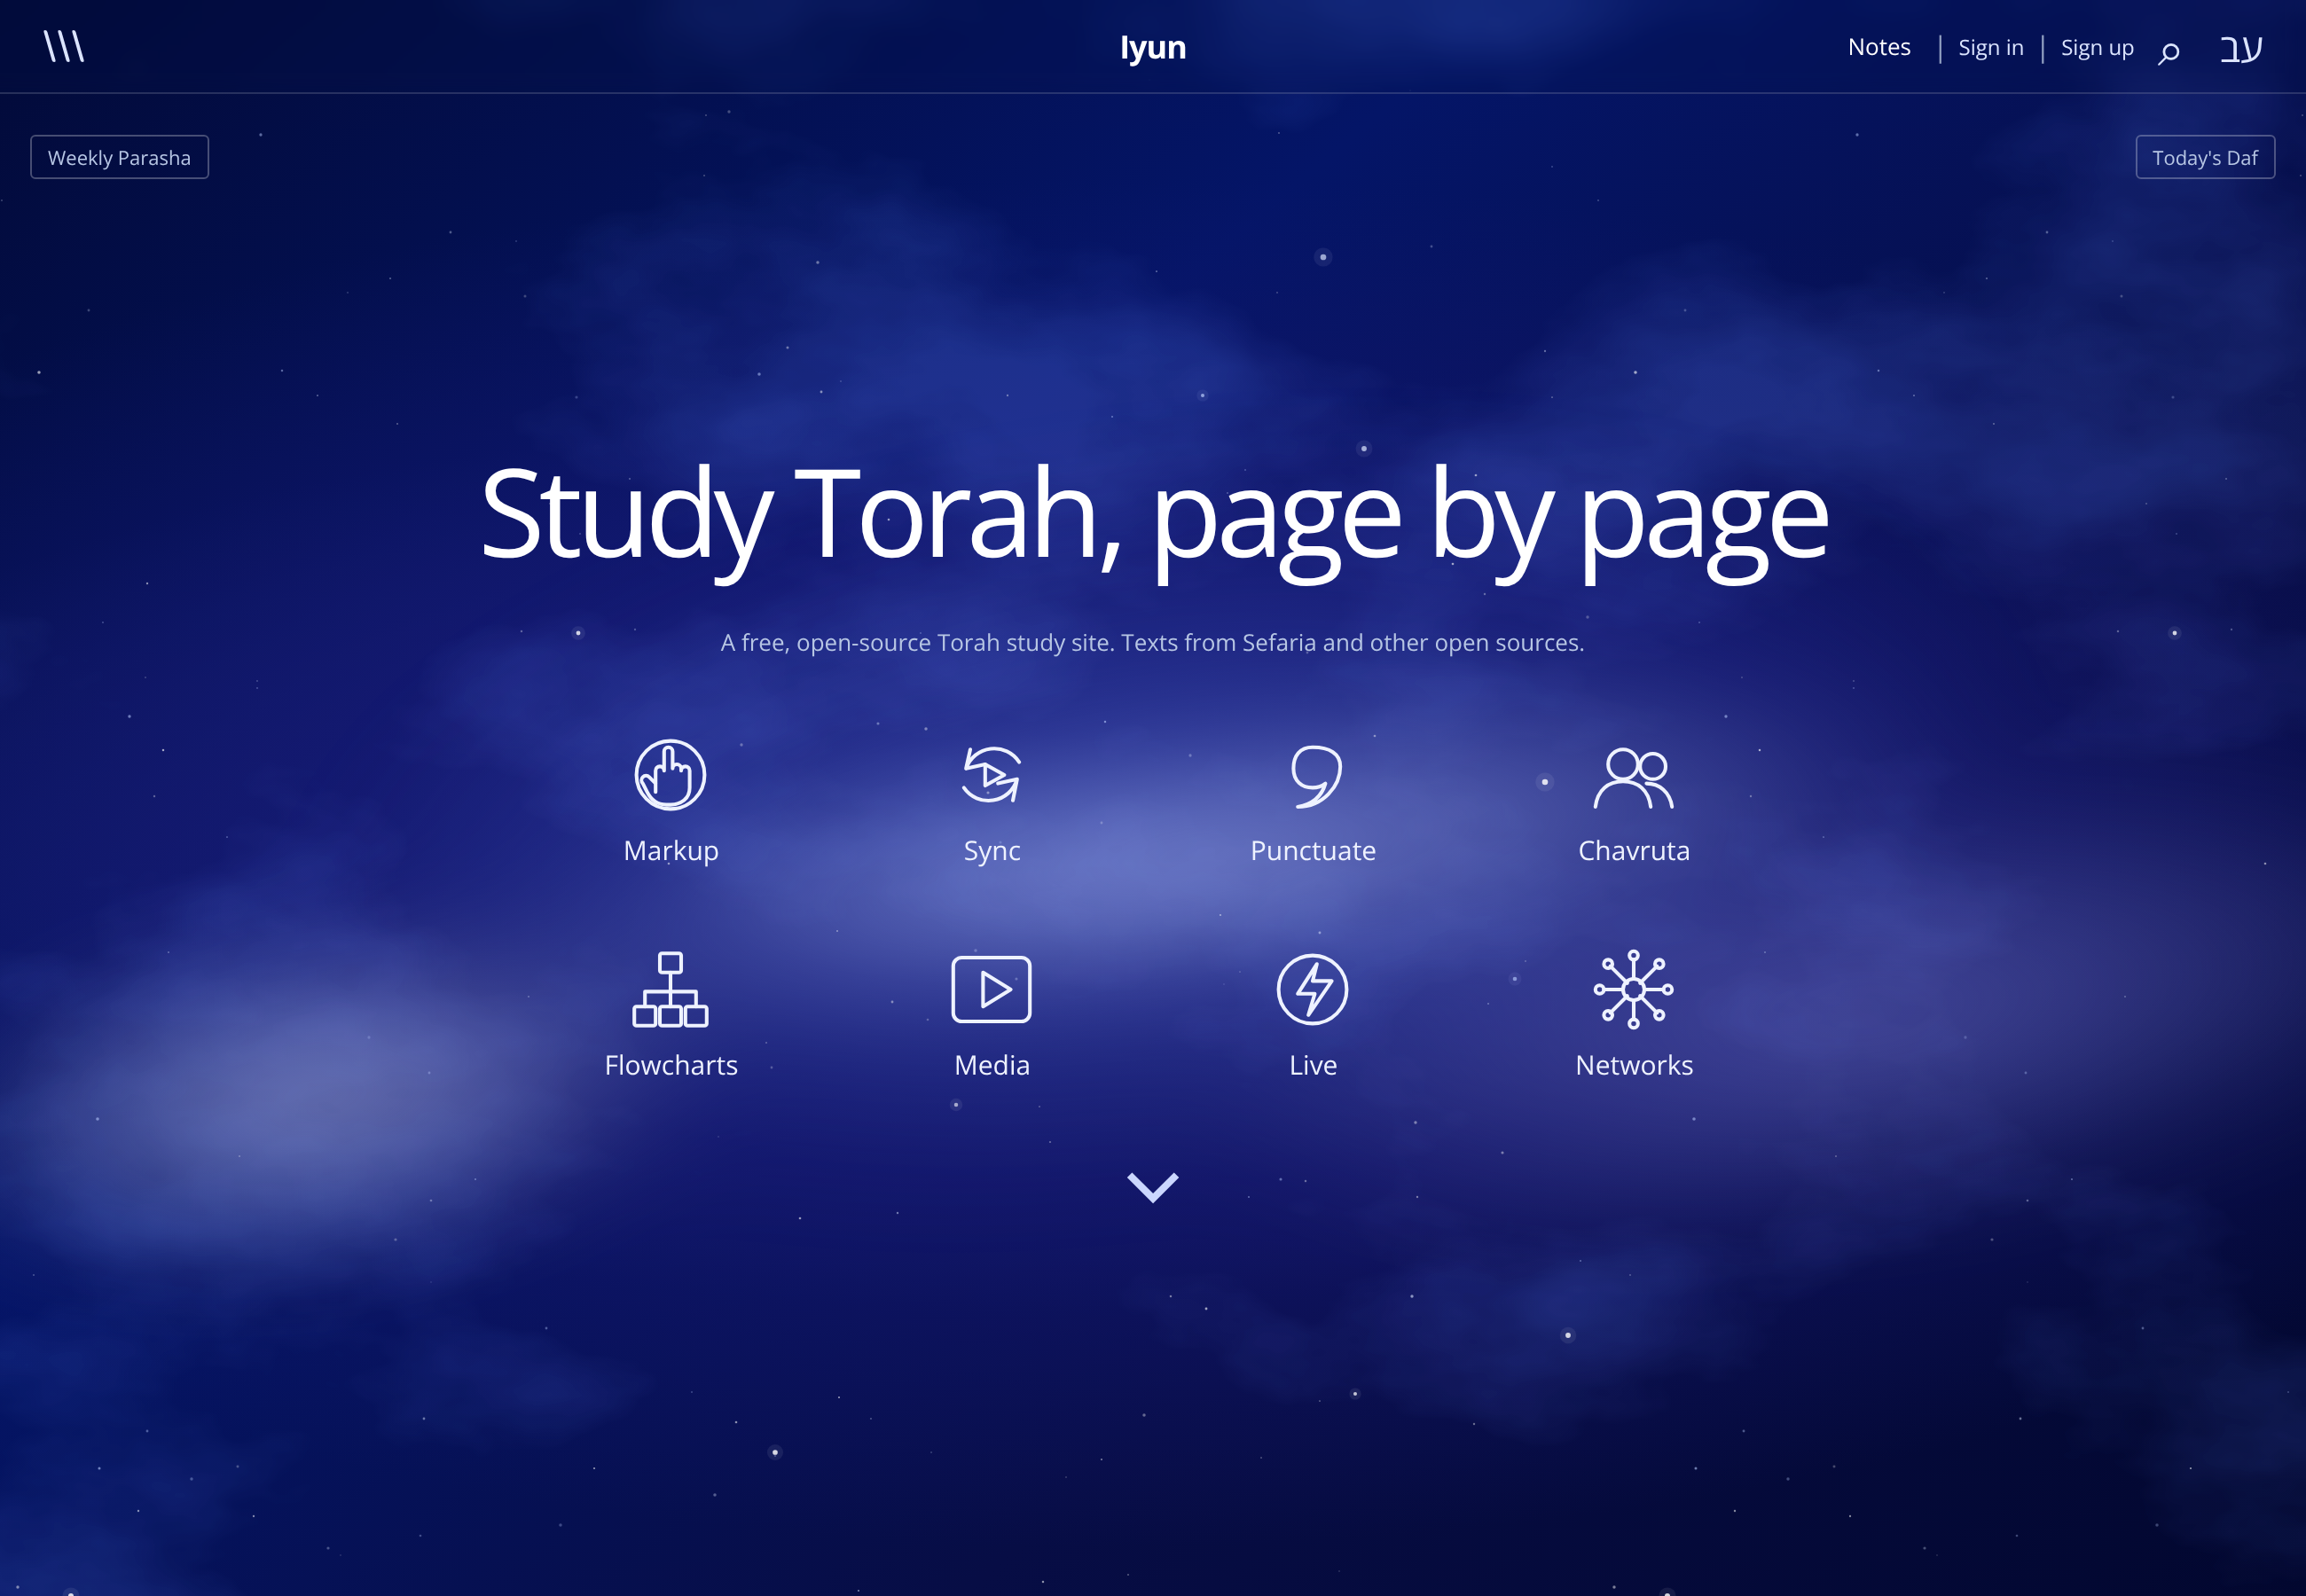 Iyun
Notes | Sign in | Sign up עב
Weekly Parasha
Today's Daf
Study Torah, page by page
A free, open-source Torah study site. Texts from Sefaria and other open sources.
Markup Sync Punctuate Chavruta
Flowcharts Media Live Networks